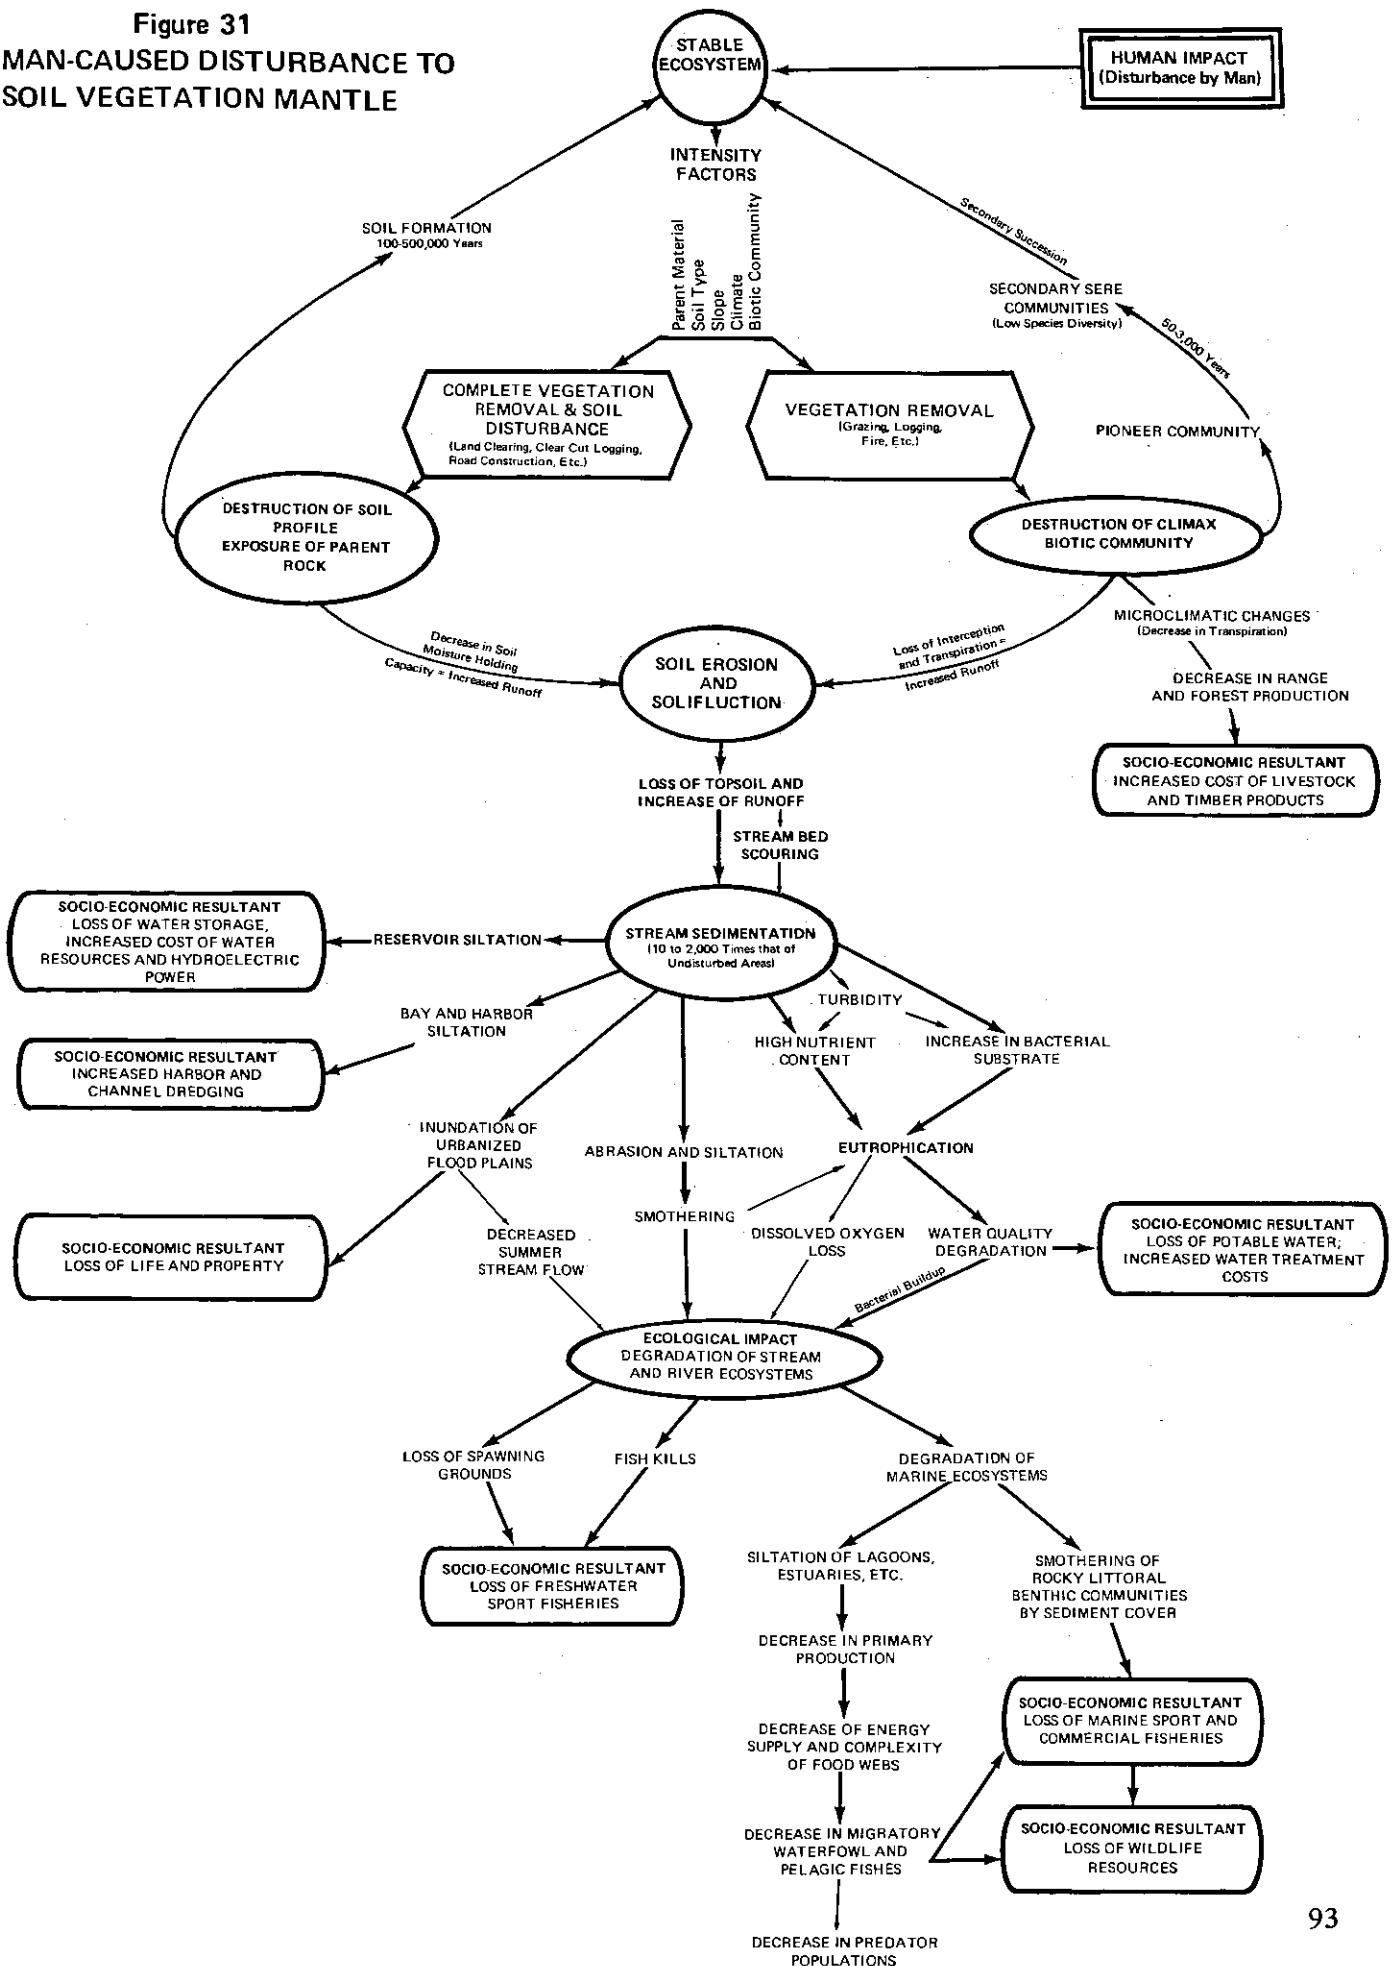 Figure 31
MAN-CAUSED DISTURBANCE TO
SOIL VEGETATION MANTLE
STABLE
ECOSYSTEM
HUMAN IMPACT
(Disturbance by Man)
INTENSITY
FACTORS
Parent Material
Soil Type
Slope
Climate
Biotic Community
SOIL FORMATION
100-500,000 Years
Secondary Succession
SECONDARY SERE
COMMUNITIES
(Low Species Diversity)
50-3,000 Years
PIONEER COMMUNITY
COMPLETE VEGETATION
REMOVAL & SOIL
DISTURBANCE
(Land Clearing, Clear Cut Logging,
Road Construction, Etc.)
VEGETATION REMOVAL
(Grazing, Logging,
Fire, Etc.)
DESTRUCTION OF SOIL
PROFILE
EXPOSURE OF PARENT
ROCK
DESTRUCTION OF CLIMAX
BIOTIC COMMUNITY
Decrease in Soil
Moisture Holding
Capacity = Increased Runoff
SOIL EROSION
AND
SOLIFLUCTION
Loss of Interception
and Transpiration =
Increased Runoff
MICROCLIMATIC CHANGES
(Decrease in Transpiration)
DECREASE IN RANGE
AND FOREST PRODUCTION
SOCIO-ECONOMIC RESULTANT
INCREASED COST OF LIVESTOCK
AND TIMBER PRODUCTS
LOSS OF TOPSOIL AND
INCREASE OF RUNOFF
STREAM BED
SCOURING
STREAM SEDIMENTATION
(10 to 2,000 Times that of
Undisturbed Areas)
RESERVOIR SILTATION
SOCIO-ECONOMIC RESULTANT
LOSS OF WATER STORAGE,
INCREASED COST OF WATER
RESOURCES AND HYDROELECTRIC
POWER
BAY AND HARBOR
SILTATION
SOCIO-ECONOMIC RESULTANT
INCREASED HARBOR AND
CHANNEL DREDGING
TURBIDITY
HIGH NUTRIENT
CONTENT
INCREASE IN BACTERIAL
SUBSTRATE
INUNDATION OF
URBANIZED
FLOOD PLAINS
ABRASION AND SILTATION
EUTROPHICATION
SOCIO-ECONOMIC RESULTANT
LOSS OF LIFE AND PROPERTY
DECREASED
SUMMER
STREAM FLOW
SMOTHERING
DISSOLVED OXYGEN
LOSS
WATER QUALITY
DEGRADATION
SOCIO-ECONOMIC RESULTANT
LOSS OF POTABLE WATER;
INCREASED WATER TREATMENT
COSTS
Bacterial Buildup
ECOLOGICAL IMPACT
DEGRADATION OF STREAM
AND RIVER ECOSYSTEMS
LOSS OF SPAWNING
GROUNDS
FISH KILLS
DEGRADATION OF
MARINE ECOSYSTEMS
SOCIO-ECONOMIC RESULTANT
LOSS OF FRESHWATER
SPORT FISHERIES
SILTATION OF LAGOONS,
ESTUARIES, ETC.
SMOTHERING OF
ROCKY LITTORAL
BENTHIC COMMUNITIES
BY SEDIMENT COVER
DECREASE IN PRIMARY
PRODUCTION
SOCIO-ECONOMIC RESULTANT
LOSS OF MARINE SPORT AND
COMMERCIAL FISHERIES
DECREASE OF ENERGY
SUPPLY AND COMPLEXITY
OF FOOD WEBS
DECREASE IN MIGRATORY
WATERFOWL AND
PELAGIC FISHES
SOCIO-ECONOMIC RESULTANT
LOSS OF WILDLIFE
RESOURCES
DECREASE IN PREDATOR
POPULATIONS
93